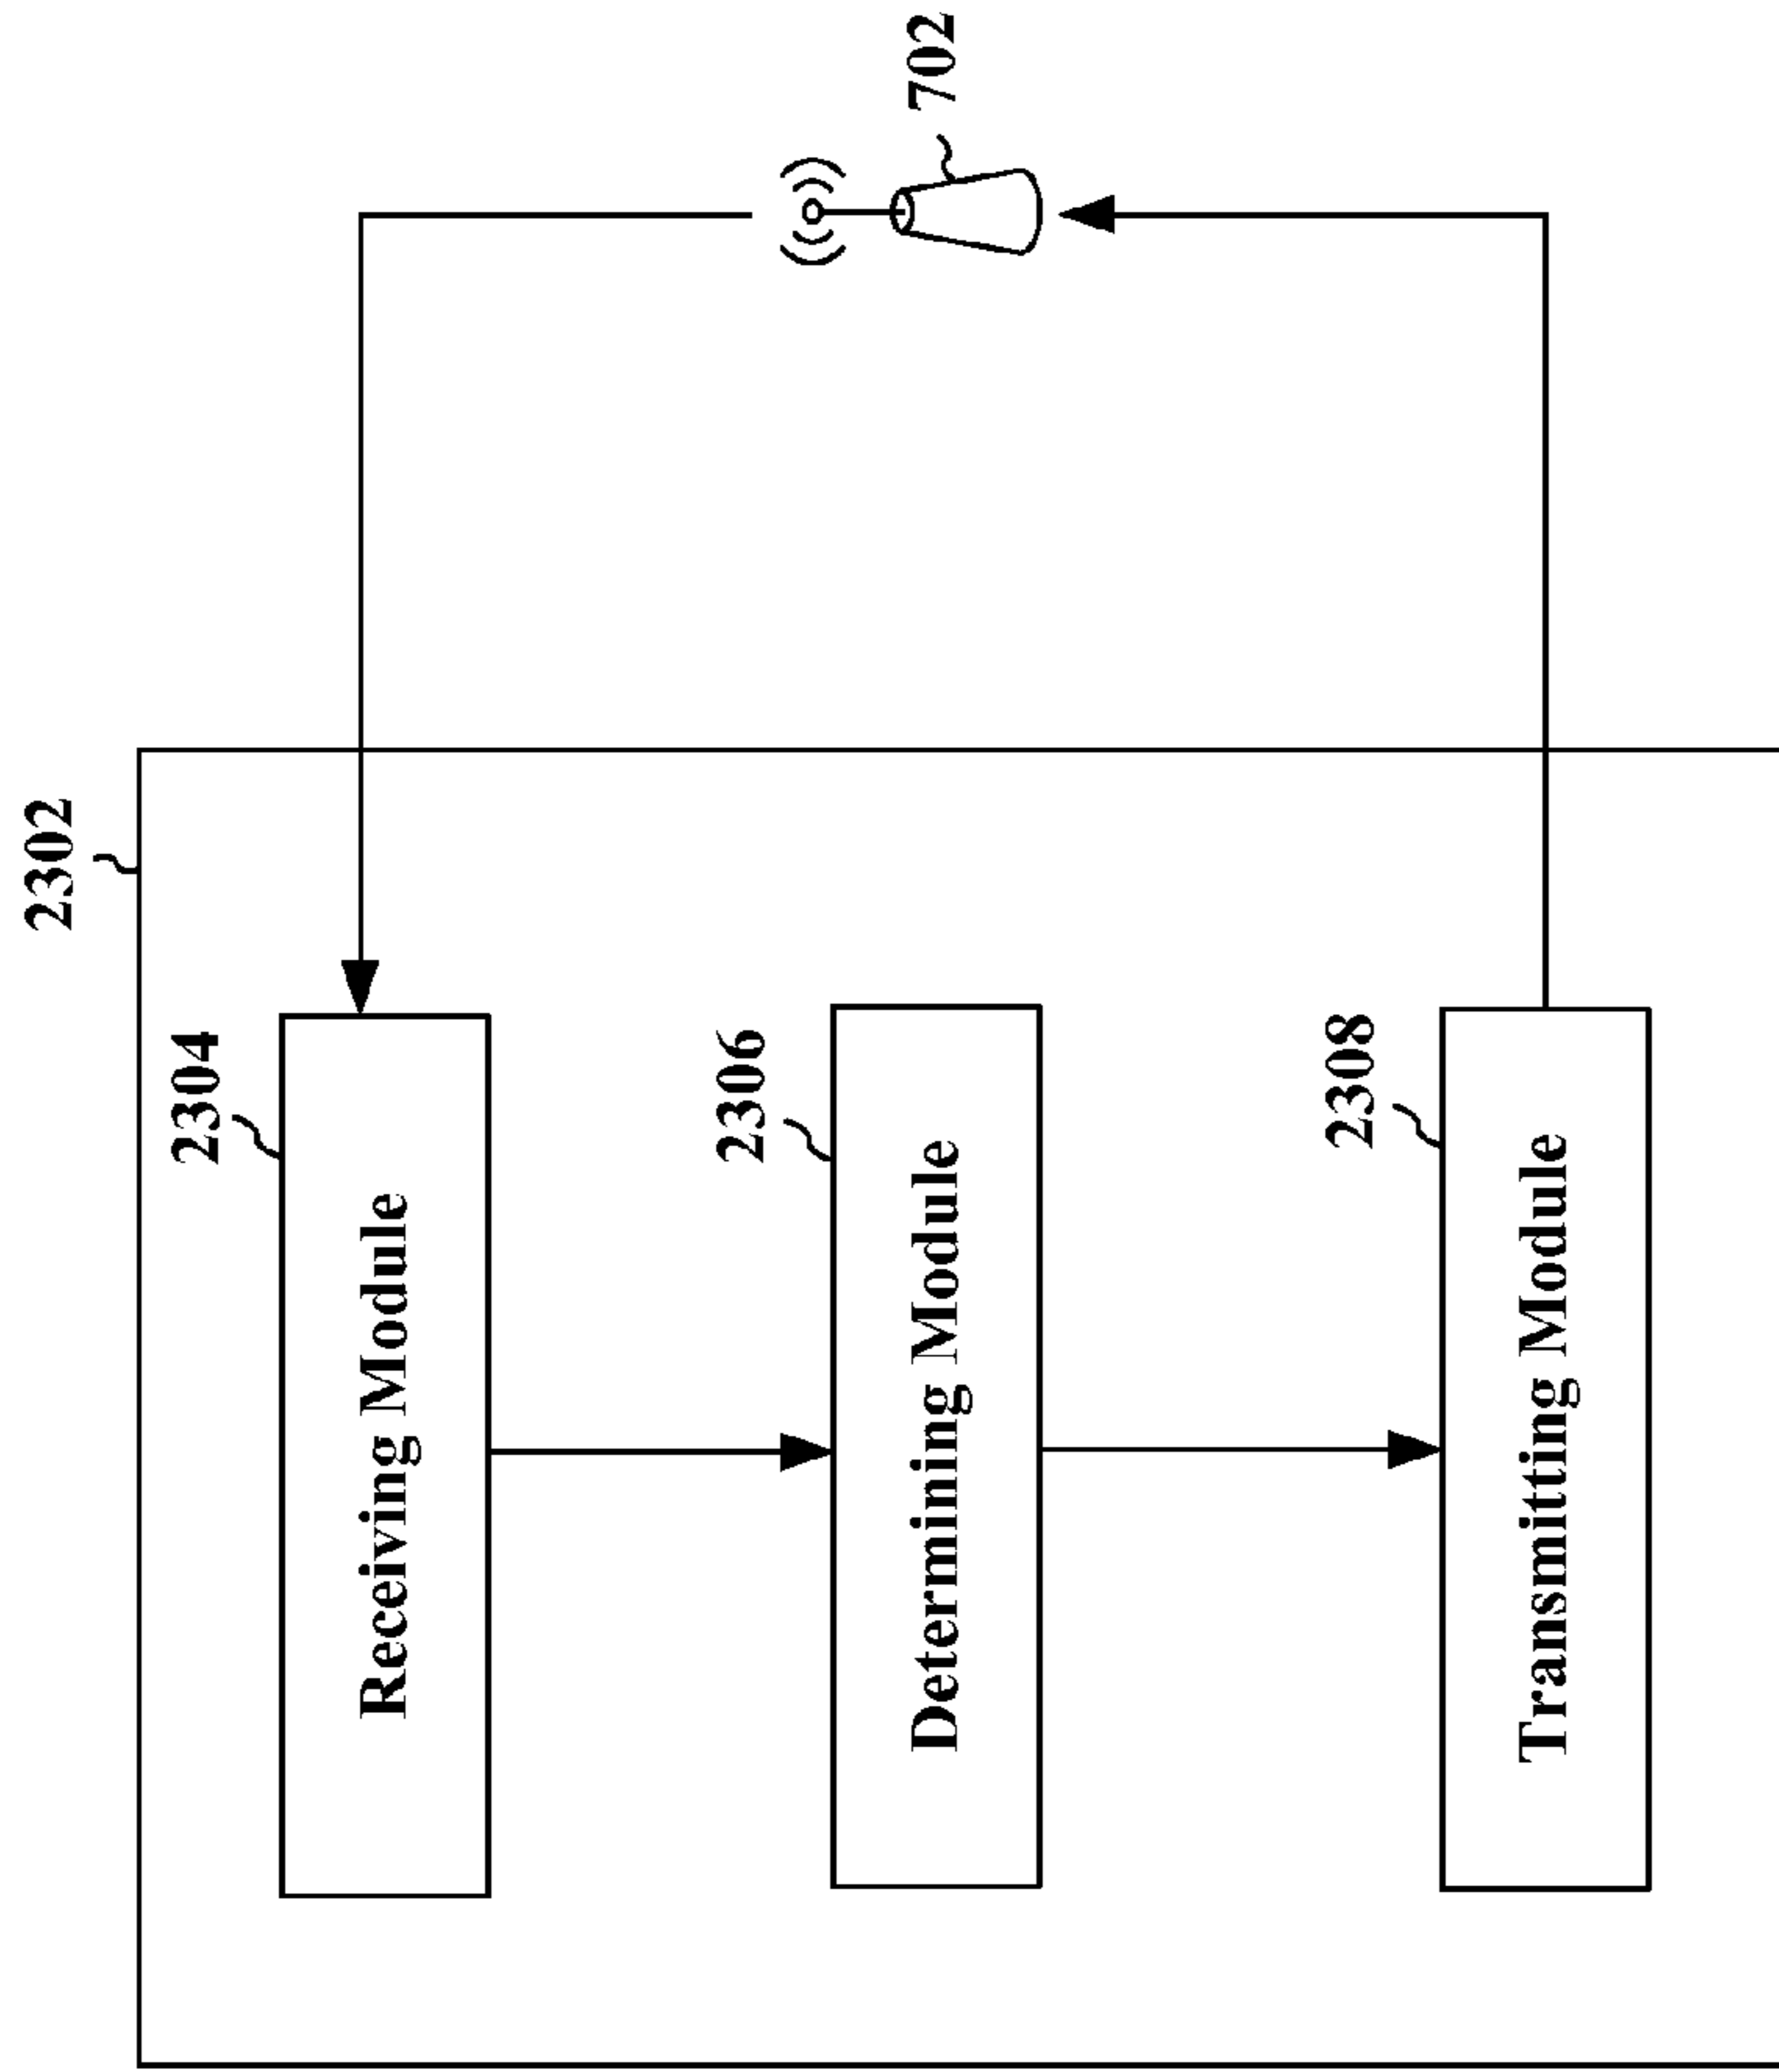 2302
2304
Receiving Module
702
2306
Determining Module
2308
Transmitting Module